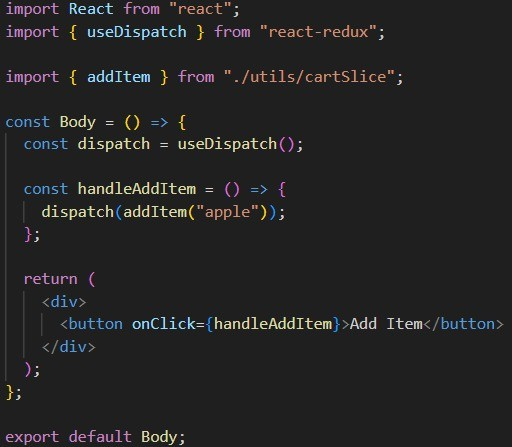 import React from "react";
import { useDispatch } from "react-redux";

import { addItem } from "./utils/cartSlice";

const Body = () => {
  const dispatch = useDispatch();

  const handleAddItem = () => {
    dispatch(addItem("apple"));
  };

  return (
    <div>
      <button onClick={handleAddItem}>Add Item</button>
    </div>
  );
};

export default Body;